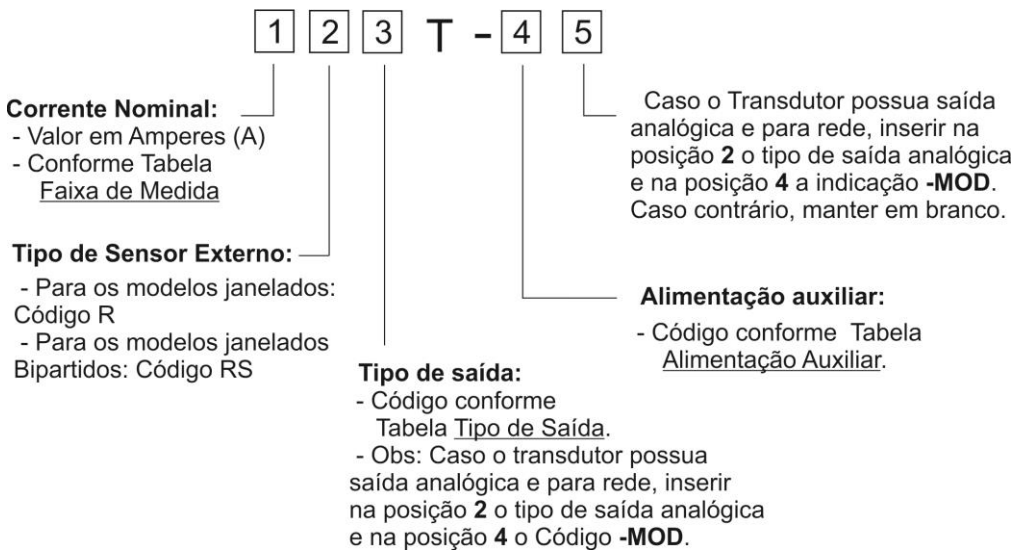 1 2 3 T - 4 5
Corrente Nominal:
- Valor em Amperes (A)
- Conforme Tabela
Faixa de Medida
Tipo de Sensor Externo:
- Para os modelos janelados:
Código R
- Para os modelos janelados
Bipartidos: Código RS
Tipo de saída:
- Código conforme
Tabela Tipo de Saída.
- Obs: Caso o transdutor possua
saída analógica e para rede, inserir
na posição 2 o tipo de saída analógica
e na posição 4 o Código -MOD.
Caso o Transdutor possua saída
analógica e para rede, inserir na
posição 2 o tipo de saída analógica
e na posição 4 a indicação -MOD.
Caso contrário, manter em branco.
Alimentação auxiliar:
- Código conforme Tabela
Alimentação Auxiliar.